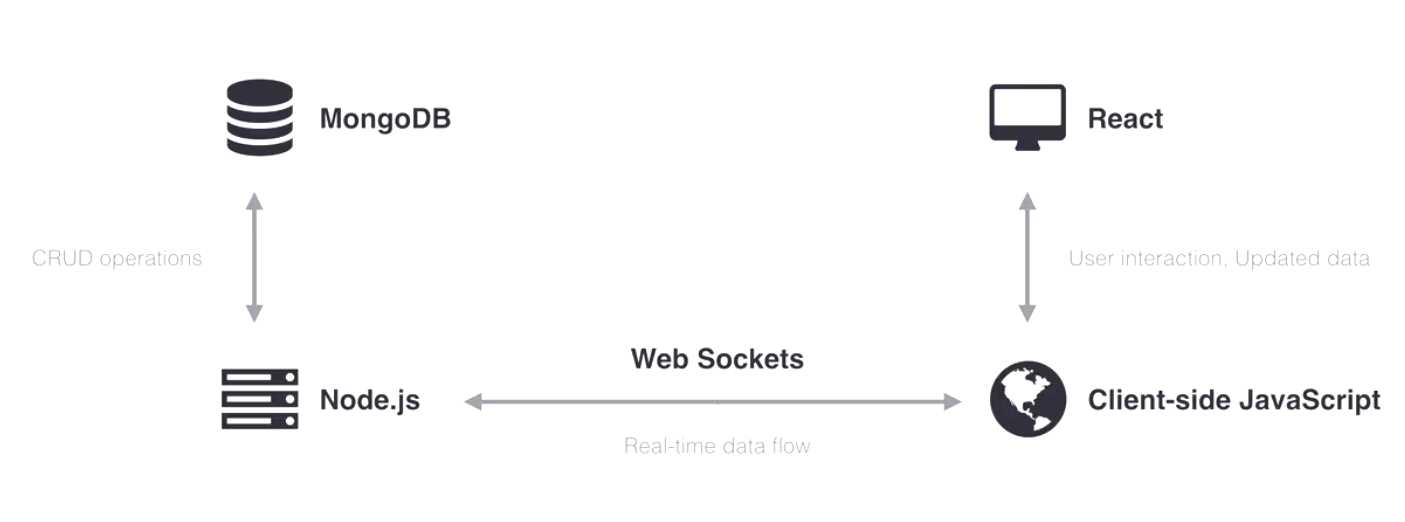 MongoDB
React
CRUD operations
User interaction, Updated data
Web Sockets
Node.js
Client-side JavaScript
Real-time data flow